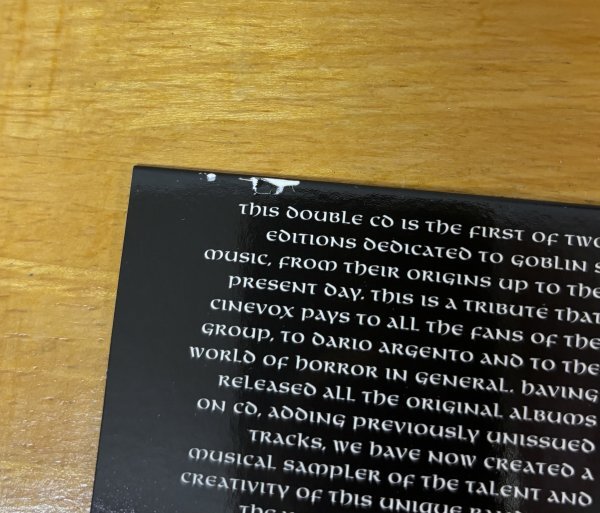 THIS DOUBLE CD IS THE FIRST OF TWO
EDITIONS DEDICATED TO GOBLIN S
MUSIC, FROM THEIR ORIGINS UP TO THE
PRESENT DAY. THIS IS A TRIBUTE THAT
CINEVOX PAYS TO ALL THE FANS OF THE
GROUP, TO DARIO ARGENTO AND TO THE
WORLD OF HORROR IN GENERAL. HAVING
RELEASED ALL THE ORIGINAL ALBUMS
ON CD, ADDING PREVIOUSLY UNISSUED
TRACKS, WE HAVE NOW CREATED A
MUSICAL SAMPLER OF THE TALENT AND
CREATIVITY OF THIS UNIQUE